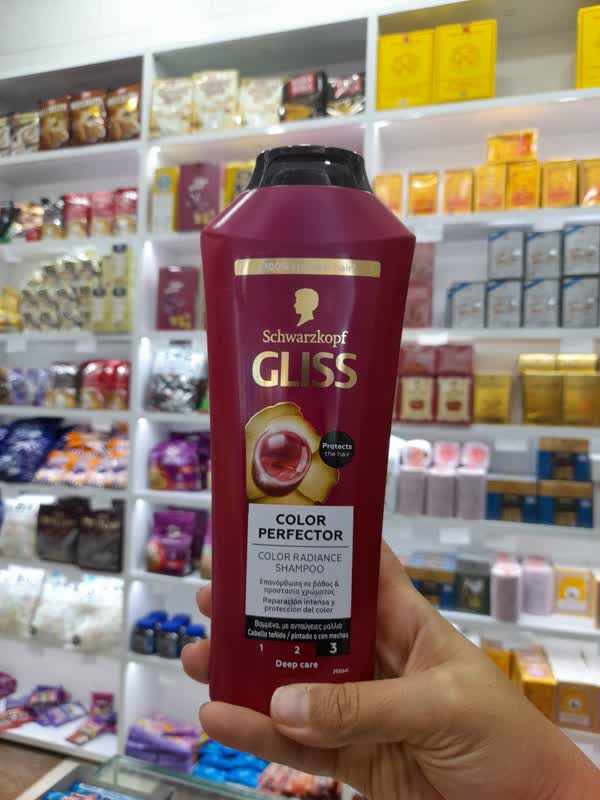 Schwarzkopf
GLISS
Protects
the hair
COLOR
PERFECTOR
COLOR RADIANCE
SHAMPOO
Επανόρθωση σε βάθος &
προστασία χρώματος
Reparación intensa y
protección del color
Βαμμένα, με ανταύγειες μαλλιά
Cabello teñido / pintado o con mechas
1 2 3
Deep care